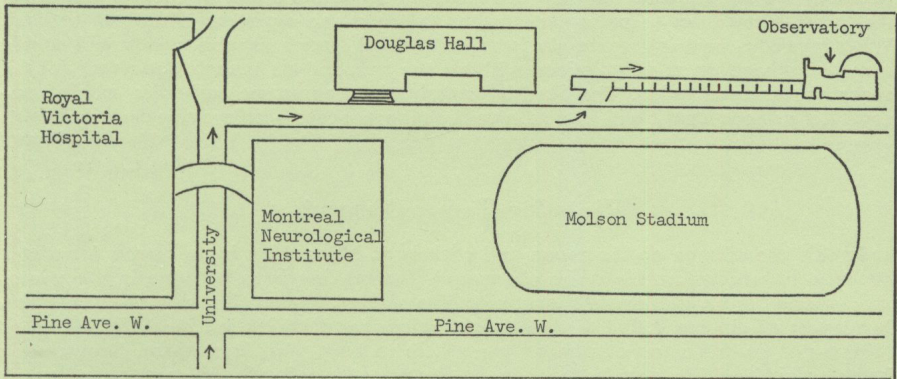 Observatory
Douglas Hall
Royal
Victoria
Hospital
Montreal
Neurological
Institute
Molson Stadium
University
Pine Ave. W.
Pine Ave. W.